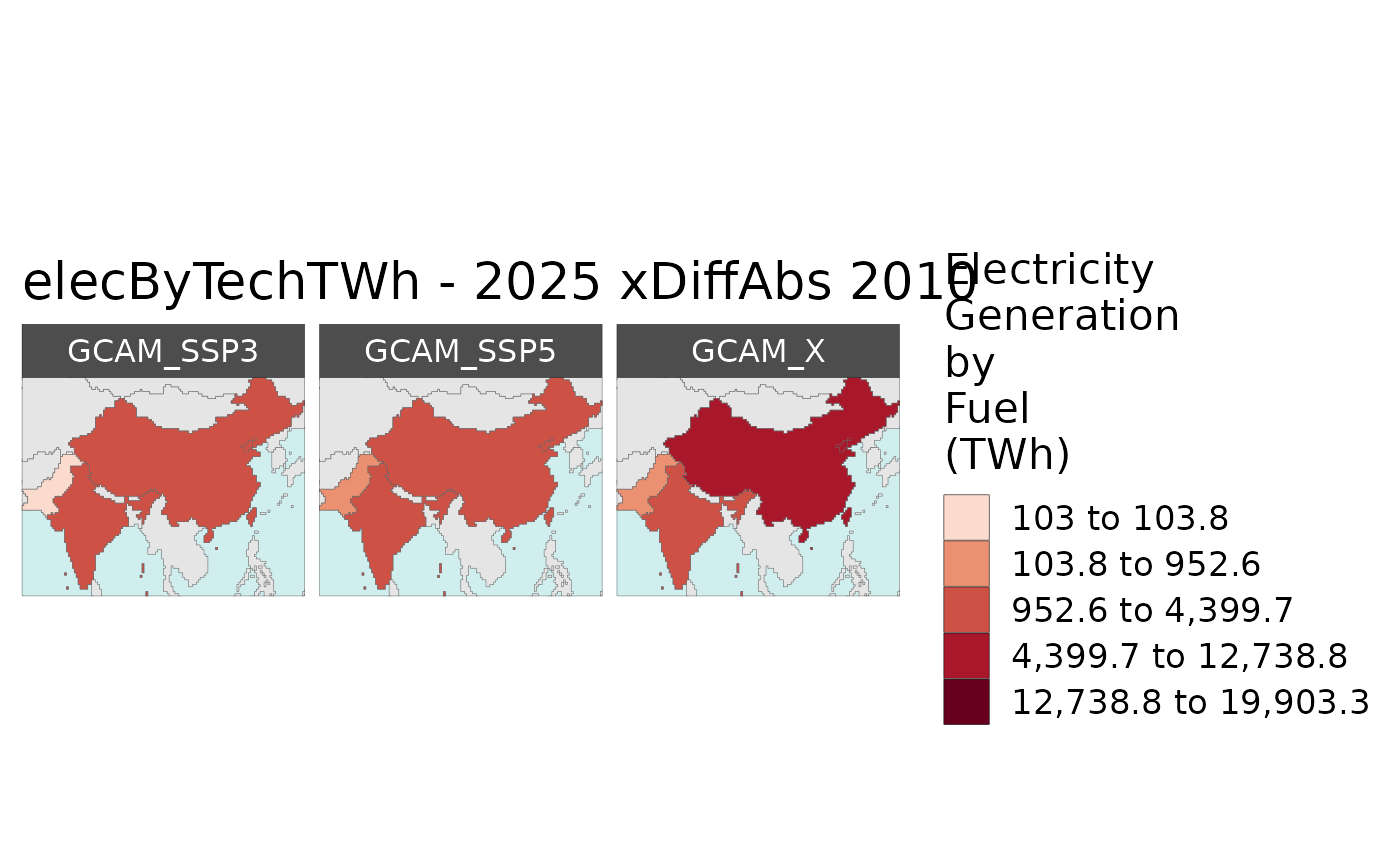 elecByTechTWh - 2025 xDiffAbs 2010
GCAM_SSP3
GCAM_SSP5
GCAM_X
Electricity
Generation
by
Fuel
(TWh)
103 to 103.8
103.8 to 952.6
952.6 to 4,399.7
4,399.7 to 12,738.8
12,738.8 to 19,903.3